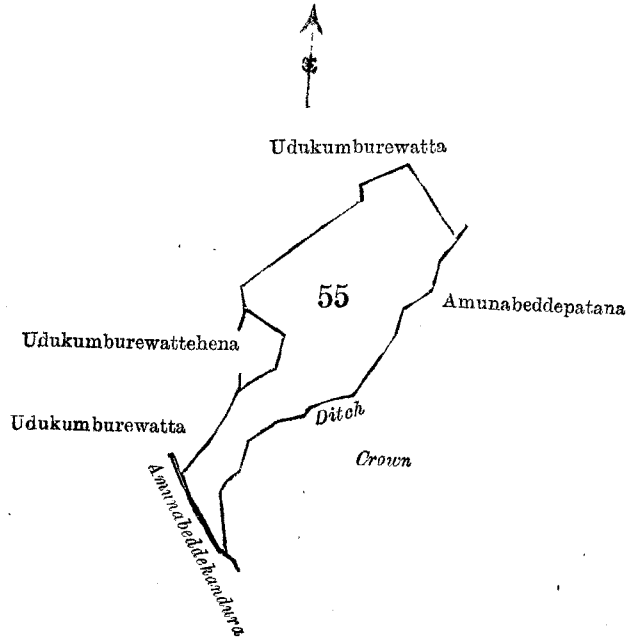 Udukumburewatta
55
Amunabeddepatana
Udukumburewattehena
Ditch
Udukumburewatta
Crown
Amunabeddekandura